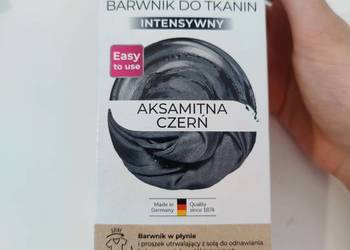 BARWNIK DO TKANIN
INTENSYWNY
Easy
to use
AKSAMITNA
CZERŃ
Made in
Germany
Quality
since 1874
Barwnik w płynie
i proszek utrwalający z solą do odnawiania